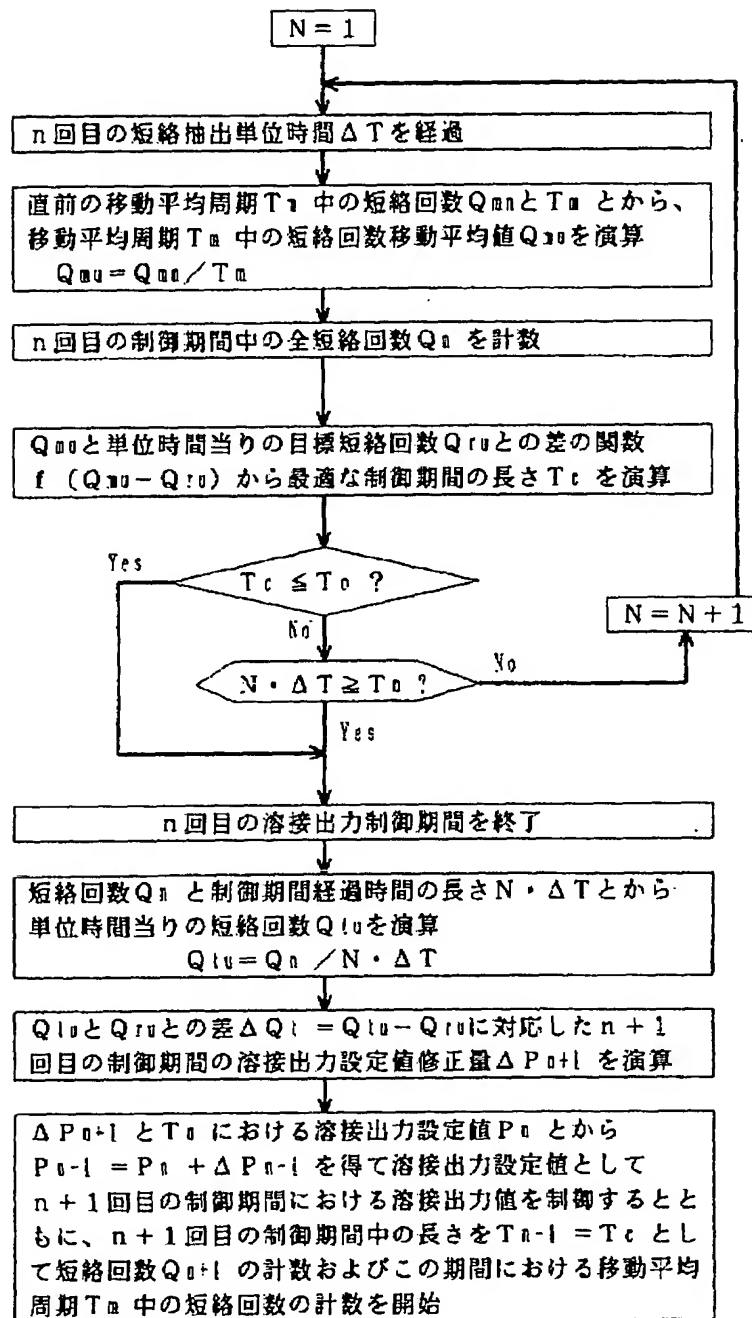 N＝1
n回目の短絡抽出単位時間ΔTを経過
直前の移動平均周期Tm 中の短絡回数QmnとTm とから、
移動平均周期Tm 中の短絡回数移動平均値Qmuを演算
Qmu＝Qmn／Tm
n回目の制御期間中の全短絡回数Qn を計数
Qmuと単位時間当りの目標短絡回数Qruとの差の関数
f （Qmu－Qru）から最適な制御期間の長さTc を演算
Yes
Tc ≦Tn ？
No
N＝N＋1
N・ΔT≧Tn ？
No
Yes
n回目の溶接出力制御期間を終了
短絡回数Qn と制御期間経過時間の長さN・ΔTとから
単位時間当りの短絡回数Qtuを演算
Qtu＝Qn ／N・ΔT
QtuとQruとの差ΔQt ＝Qtu－Qruに対応したn＋1
回目の制御期間の溶接出力設定値修正量ΔPn+1 を演算
ΔPn+1 とTn における溶接出力設定値Pn とから
Pn-1 ＝Pn ＋ΔPn-1 を得て溶接出力設定値として
n＋1回目の制御期間における溶接出力値を制御するとと
もに、n＋1回目の制御期間中の長さをTn-1 ＝Tc とし
て短絡回数Qn+1 の計数およびこの期間における移動平均
周期Tm 中の短絡回数の計数を開始